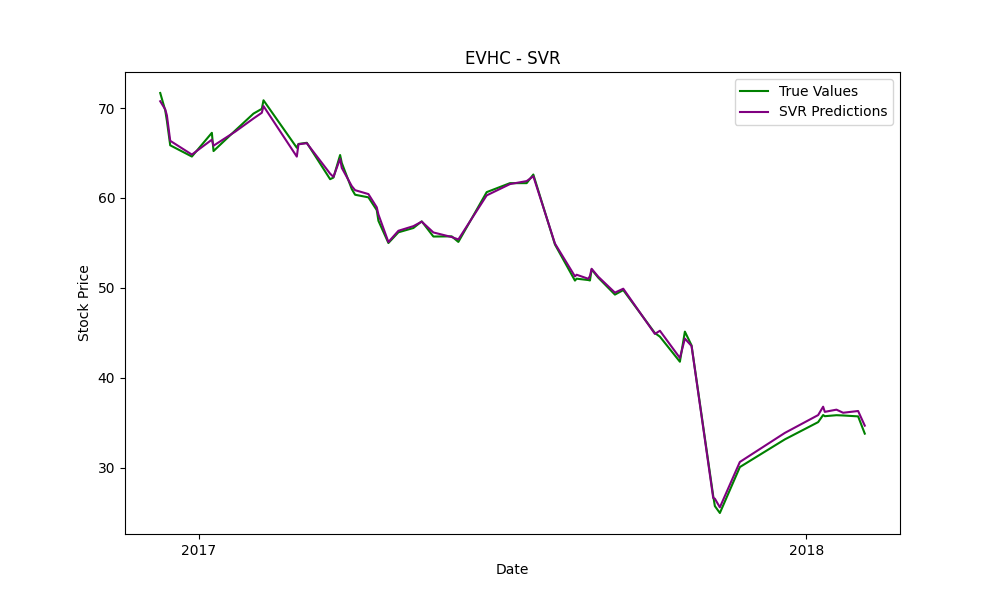 EVHC - SVR
True Values
SVR Predictions
70
60
50
40
30
Stock Price
2017
2018
Date